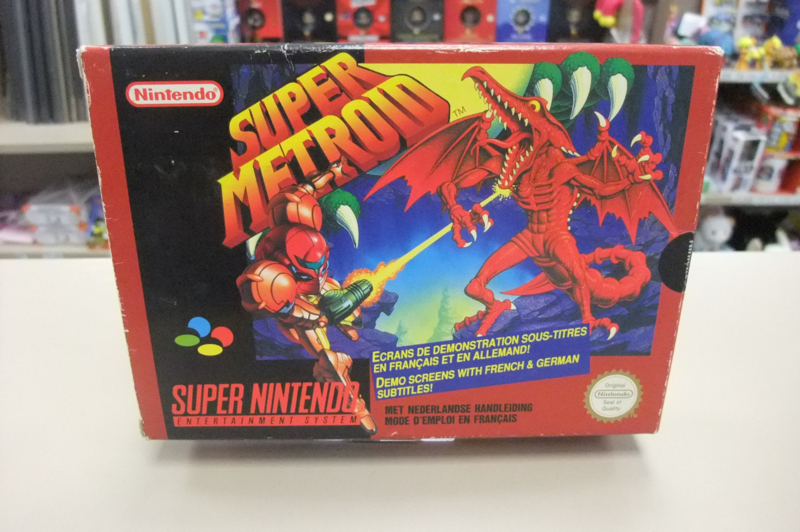 Nintendo
SUPER
METROID
TM
ECRANS DE DEMONSTRATION SOUS-TITRES
EN FRANÇAIS ET EN ALLEMAND!
DEMO SCREENS WITH FRENCH & GERMAN
SUBTITLES!
SUPER NINTENDO
ENTERTAINMENT SYSTEM
MET NEDERLANDSE HANDLEIDING
MODE D'EMPLOI EN FRANÇAIS
Original
Nintendo
Seal of
Quality